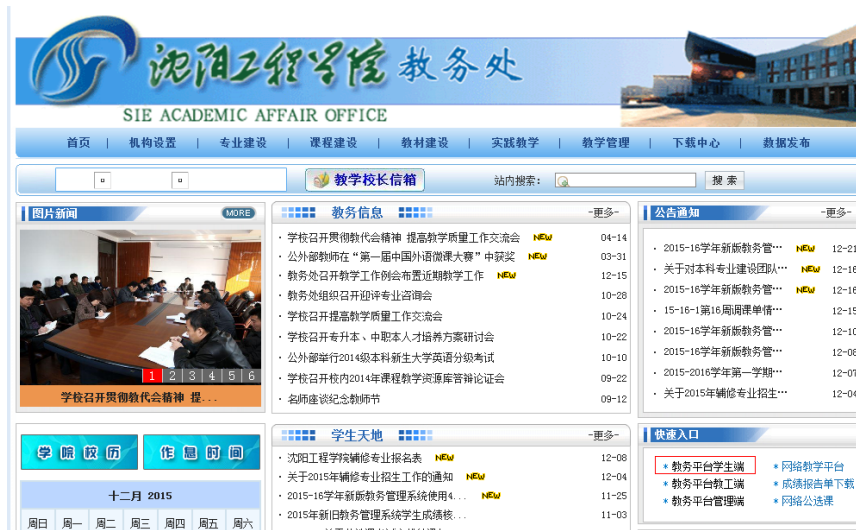 沈阳工程学院 教务处
SIE ACADEMIC AFFAIR OFFICE
首页 | 机构设置 | 专业建设 | 课程建设 | 教材建设 | 实践教学 | 教学管理 | 下载中心 | 数据发布
教学校长信箱 站内搜索: 搜 索
图片新闻 MORE
1 2 3 4 5 6
学校召开贯彻教代会精神 提...
教务信息 -更多-
· 学校召开贯彻教代会精神 提高教学质量工作交流会 NEW 04-14
· 公外部教师在“第一届中国外语微课大赛”中获奖 NEW 03-31
· 教务处召开教学工作例会布置近期教学工作 NEW 12-15
· 教务处组织召开迎评专业咨询会 10-28
· 学校召开提高教学质量工作交流会 10-24
· 学校召开专升本、中职本人才培养方案研讨会 10-22
· 公外部举行2014级本科新生大学英语分级考试 10-10
· 学校召开校内2014年课程教学资源库答辩论证会 09-22
· 名师座谈纪念教师节 09-12
公告通知 -更多-
· 2015-16学年新版教务管… NEW 12-21
· 关于对本科专业建设团队… NEW 12-16
· 2015-16学年新版教务管… NEW 12-16
· 15-16-1第16周调课单情… 12-15
· 2015-16学年新版教务管… 12-10
· 2015-16学年新版教务管… 12-08
· 2015-2016学年第一学期… 12-07
· 关于2015年辅修专业招生… 12-04
学院校历 作息时间
十二月 2015
周日 周一 周二 周三 周四 周五 周六
学生天地 -更多-
· 沈阳工程学院辅修专业报名表 NEW 12-08
· 关于2015年辅修专业招生工作的通知 NEW 12-04
· 2015-16学年新版教务管理系统使用4... NEW 11-25
· 2015年新旧教务管理系统学生成绩核... 11-03
快速入口
* 教务平台学生端 * 网络教学平台
* 教务平台教工端 * 成绩报告单下载
* 教务平台管理端 * 网络公选课